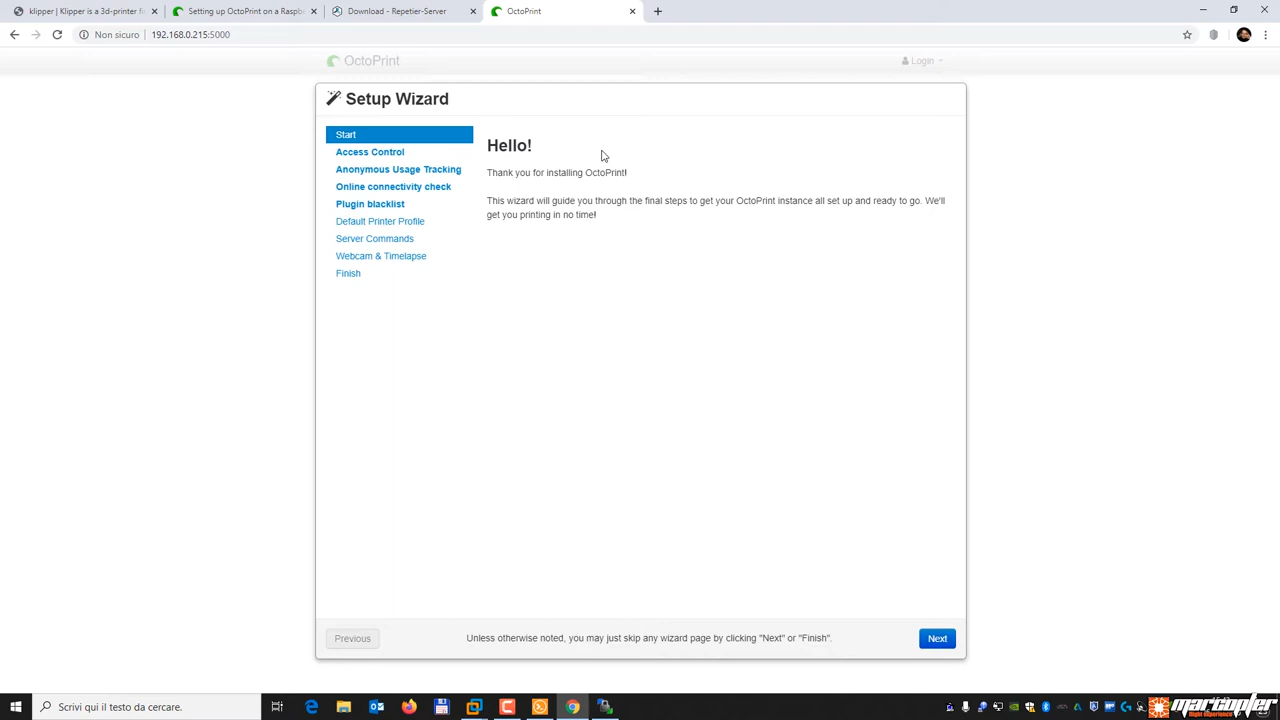 klipper | Klipper is a 3d-printer f
Setting up OctoPrint on a Raspb
Download - Repetier-Server
OctoPrint
Non sicuro
192.168.0.215:5000
OctoPrint
Login
Setup Wizard
Start
Access Control
Anonymous Usage Tracking
Online connectivity check
Plugin blacklist
Default Printer Profile
Server Commands
Webcam & Timelapse
Finish
Hello!
Thank you for installing OctoPrint!
This wizard will guide you through the final steps to get your OctoPrint instance all set up and ready to go. We'll
get you printing in no time!
Previous
Unless otherwise noted, you may just skip any wizard page by clicking "Next" or "Finish".
Next
Scrivi qui il testo da cercare.
marcopter